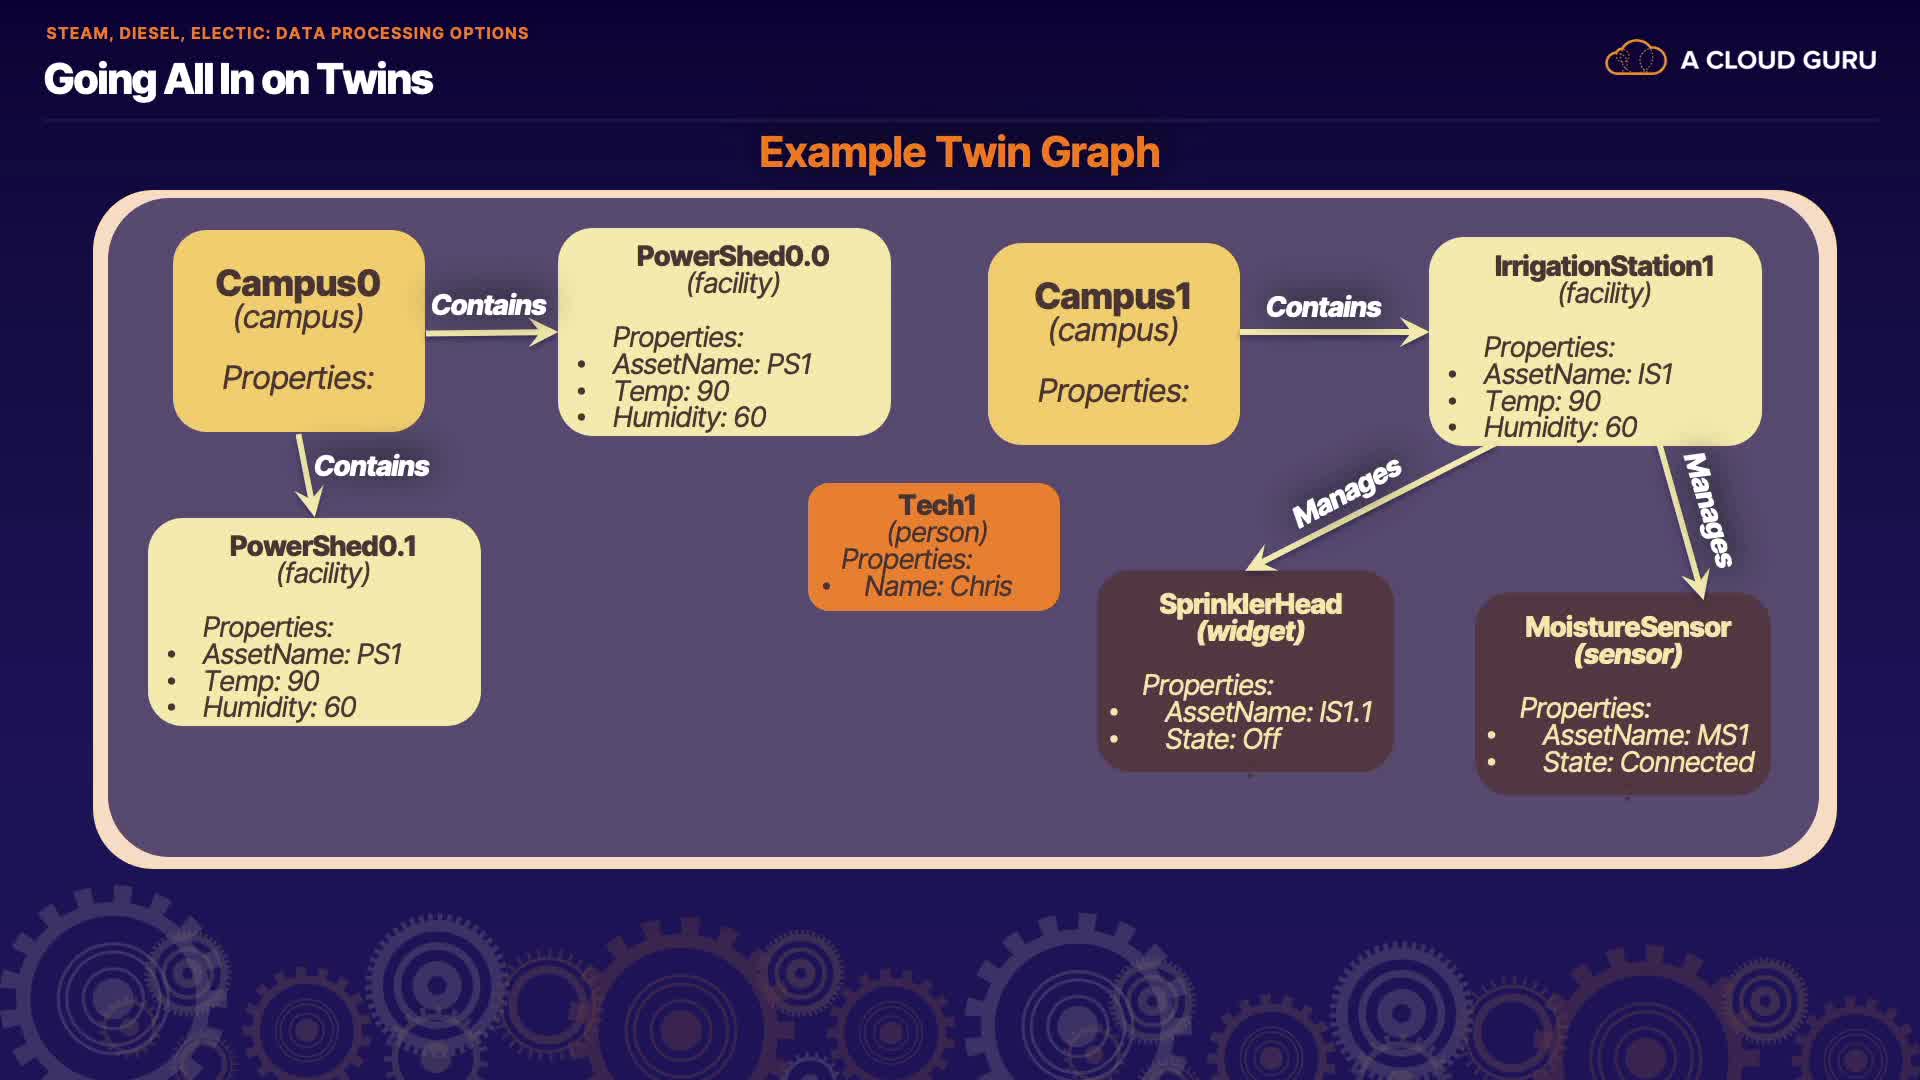 STEAM, DIESEL, ELECTIC: DATA PROCESSING OPTIONS
Going All In on Twins
A CLOUD GURU
Example Twin Graph
Campus0
(campus)
Properties:
Contains
PowerShed0.0
(facility)
Properties:
• AssetName: PS1
• Temp: 90
• Humidity: 60
Contains
PowerShed0.1
(facility)
Properties:
• AssetName: PS1
• Temp: 90
• Humidity: 60
Tech1
(person)
Properties:
• Name: Chris
Campus1
(campus)
Properties:
Contains
IrrigationStation1
(facility)
Properties:
• AssetName: IS1
• Temp: 90
• Humidity: 60
Manages
Manages
SprinklerHead
(widget)
Properties:
• AssetName: IS1.1
• State: Off
MoistureSensor
(sensor)
Properties:
• AssetName: MS1
• State: Connected